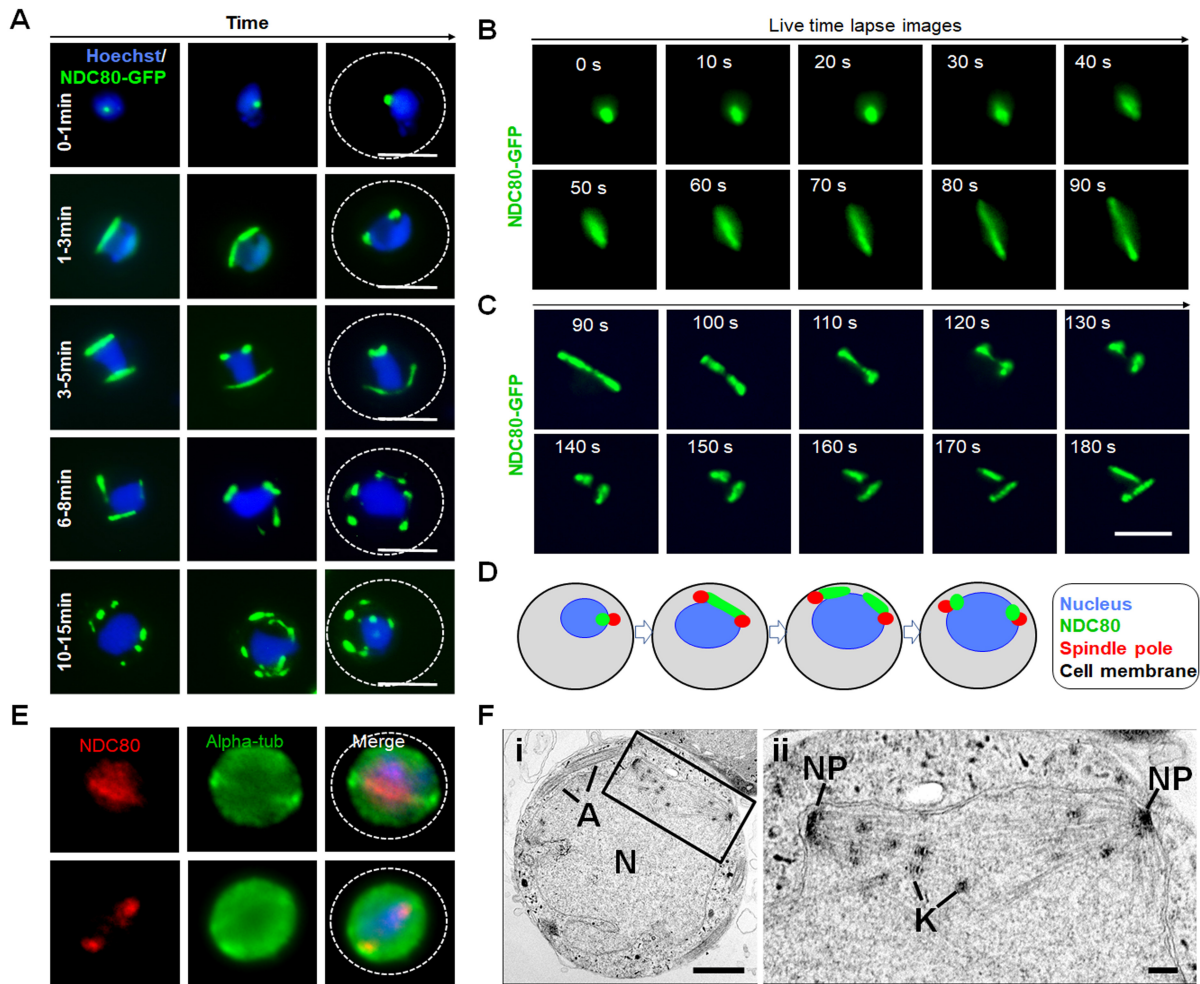 A
Time
Hoechst/
NDC80-GFP
0-1min
1-3min
3-5min
6-8min
10-15min
B
Live time lapse images
NDC80-GFP
0 s
10 s
20 s
30 s
40 s
50 s
60 s
70 s
80 s
90 s
C
NDC80-GFP
90 s
100 s
110 s
120 s
130 s
140 s
150 s
160 s
170 s
180 s
D
Nucleus
NDC80
Spindle pole
Cell membrane
E
NDC80
Alpha-tub
Merge
F
i
A
N
ii
NP
NP
K